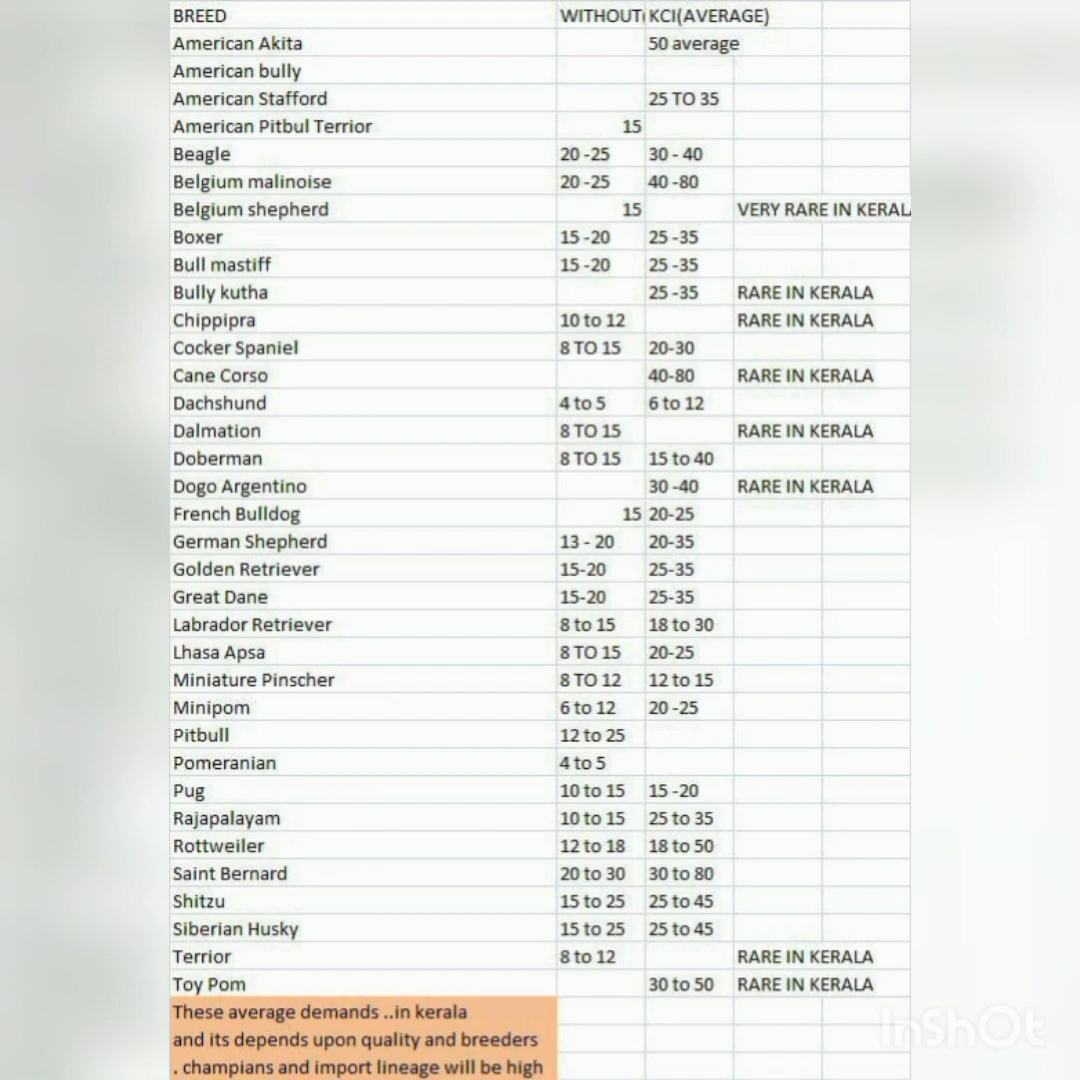 BREED WITHOUT( KCI(AVERAGE)
American Akita 50 average
American bully
American Stafford 25 TO 35
American Pitbul Terrior 15
Beagle 20 -25 30 - 40
Belgium malinoise 20 -25 40 -80
Belgium shepherd 15 VERY RARE IN KERALA
Boxer 15 -20 25 -35
Bull mastiff 15 -20 25 -35
Bully kutha 25 -35 RARE IN KERALA
Chippipra 10 to 12 RARE IN KERALA
Cocker Spaniel 8 TO 15 20-30
Cane Corso 40-80 RARE IN KERALA
Dachshund 4 to 5 6 to 12
Dalmation 8 TO 15 RARE IN KERALA
Doberman 8 TO 15 15 to 40
Dogo Argentino 30 -40 RARE IN KERALA
French Bulldog 15 20-25
German Shepherd 13 - 20 20-35
Golden Retriever 15-20 25-35
Great Dane 15-20 25-35
Labrador Retriever 8 to 15 18 to 30
Lhasa Apsa 8 TO 15 20-25
Miniature Pinscher 8 TO 12 12 to 15
Minipom 6 to 12 20 -25
Pitbull 12 to 25
Pomeranian 4 to 5
Pug 10 to 15 15 -20
Rajapalayam 10 to 15 25 to 35
Rottweiler 12 to 18 18 to 50
Saint Bernard 20 to 30 30 to 80
Shitzu 15 to 25 25 to 45
Siberian Husky 15 to 25 25 to 45
Terrior 8 to 12 RARE IN KERALA
Toy Pom 30 to 50 RARE IN KERALA
These average demands ..in kerala
and its depends upon quality and breeders
. champians and import lineage will be high
InShOt